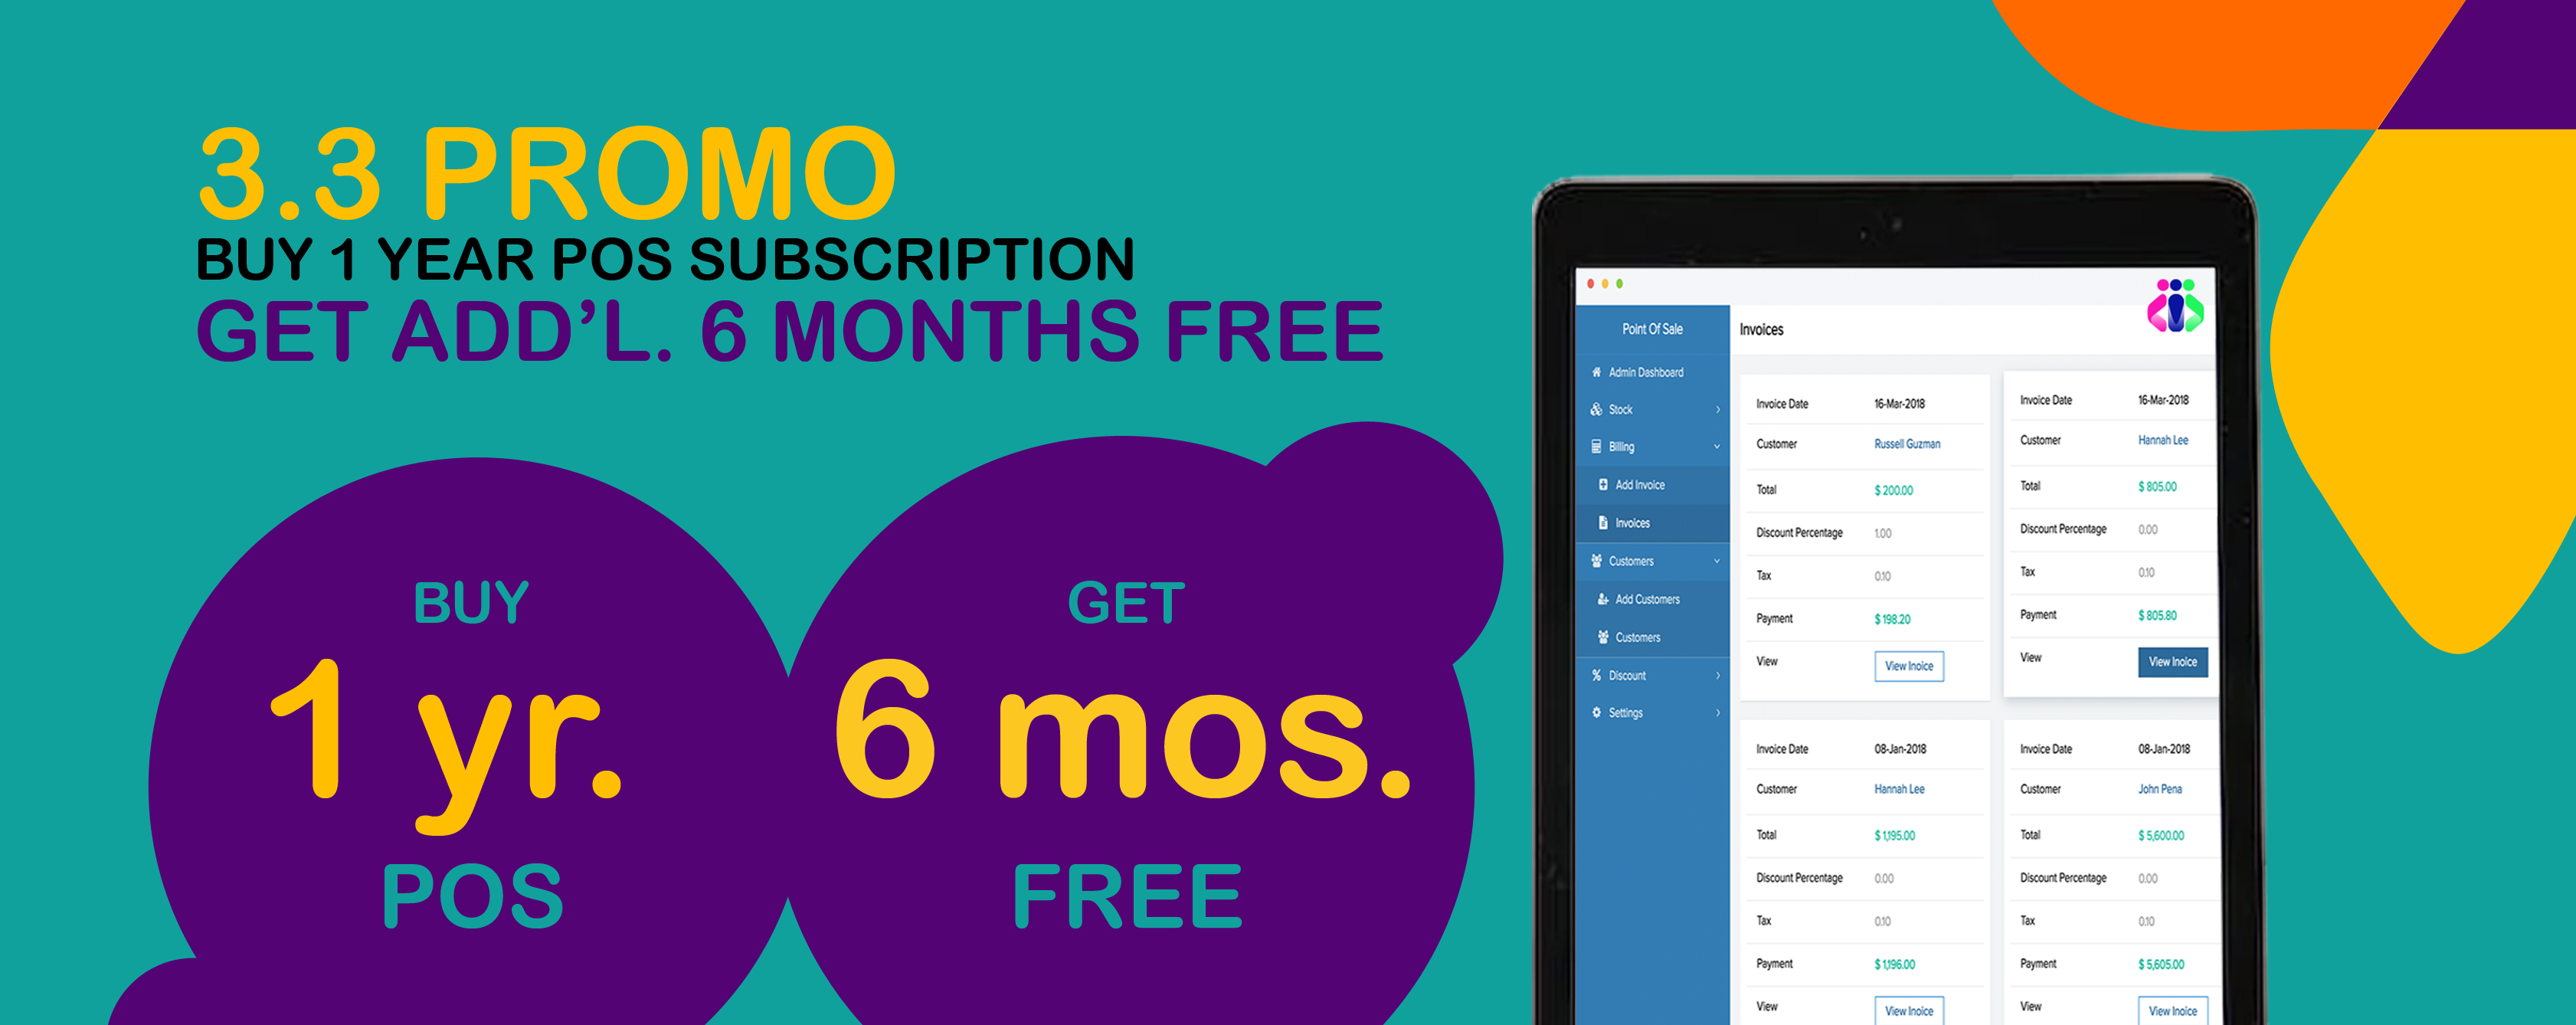 3.3 PROMO
BUY 1 YEAR POS SUBSCRIPTION
GET ADD’L. 6 MONTHS FREE
BUY
1 yr.
POS
GET
6 mos.
FREE
Point Of Sale
Admin Dashboard
Stock
Billing
Add Invoice
Invoices
Customers
Add Customers
Customers
Discount
Settings
Invoices
Invoice Date 16-Mar-2018
Customer Russell Guzman
Total $ 200.00
Discount Percentage 1.00
Tax 0.10
Payment $ 198.20
View View Inoice
Invoice Date 16-Mar-2018
Customer Hannah Lee
Total $ 805.00
Discount Percentage 0.00
Tax 0.10
Payment $ 805.80
View View Inoice
Invoice Date 08-Jan-2018
Customer Hannah Lee
Total $ 1,195.00
Discount Percentage 0.00
Tax 0.10
Payment $ 1,196.00
View View Inoice
Invoice Date 08-Jan-2018
Customer John Pena
Total $ 5,600.00
Discount Percentage 0.00
Tax 0.10
Payment $ 5,605.00
View View Inoice